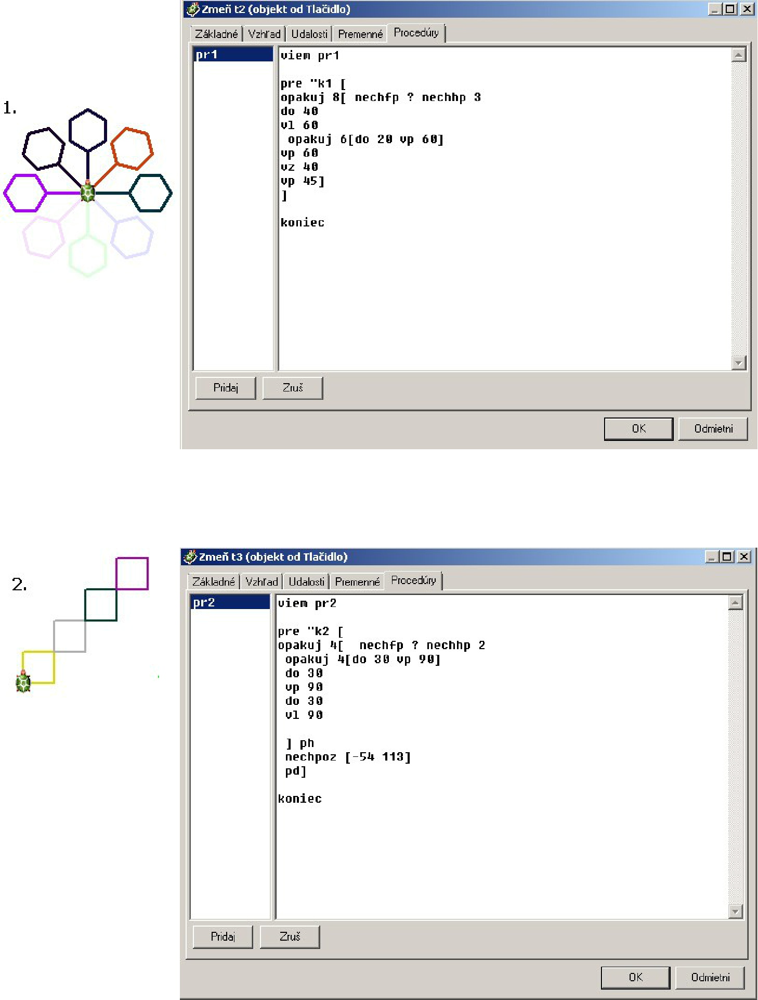 1.
Zmeň t2 (objekt od Tlačidlo)
Základné Vzhľad Udalosti Premenné Procedúry
pr1
viem pr1
pre "k1 [
opakuj 8[ nechfp ? nechhp 3
do 40
vl 60
opakuj 6[do 20 vp 60]
vp 60
vz 40
vp 45]
]
koniec
Pridaj Zruš
OK Odmietni
2.
Zmeň t3 (objekt od Tlačidlo)
Základné Vzhľad Udalosti Premenné Procedúry
pr2
viem pr2
pre "k2 [
opakuj 4[ nechfp ? nechhp 2
opakuj 4[do 30 vp 90]
do 30
vp 90
do 30
vl 90
] ph
nechpoz [-54 113]
pd]
koniec
Pridaj Zruš
OK Odmietni